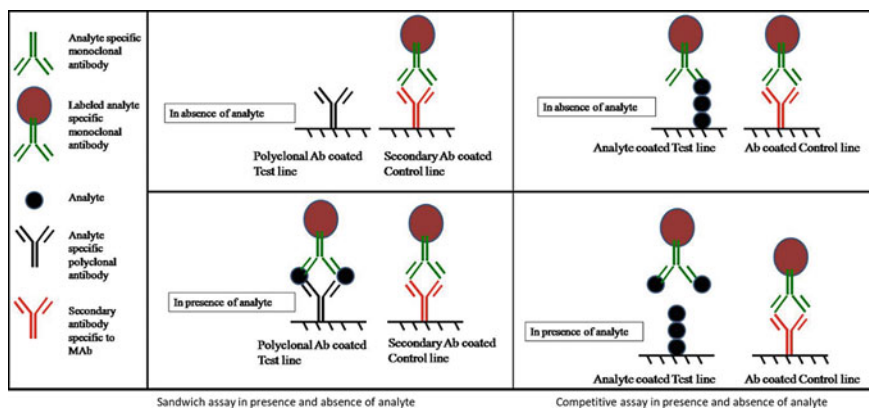 Analyte specific
monoclonal
antibody
Labeled analyte
specific
monoclonal
antibody
Analyte
Analyte
specific
polyclonal
antibody
Secondary
antibody
specific to
MAb
In absence of analyte
Polyclonal Ab coated
Test line
Secondary Ab coated
Control line
In absence of analyte
Analyte coated Test line
Ab coated Control line
In presence of analyte
Polyclonal Ab coated
Test line
Secondary Ab coated
Control line
In presence of analyte
Analyte coated Test line
Ab coated Control line
Sandwich assay in presence and absence of analyte
Competitive assay in presence and absence of analyte